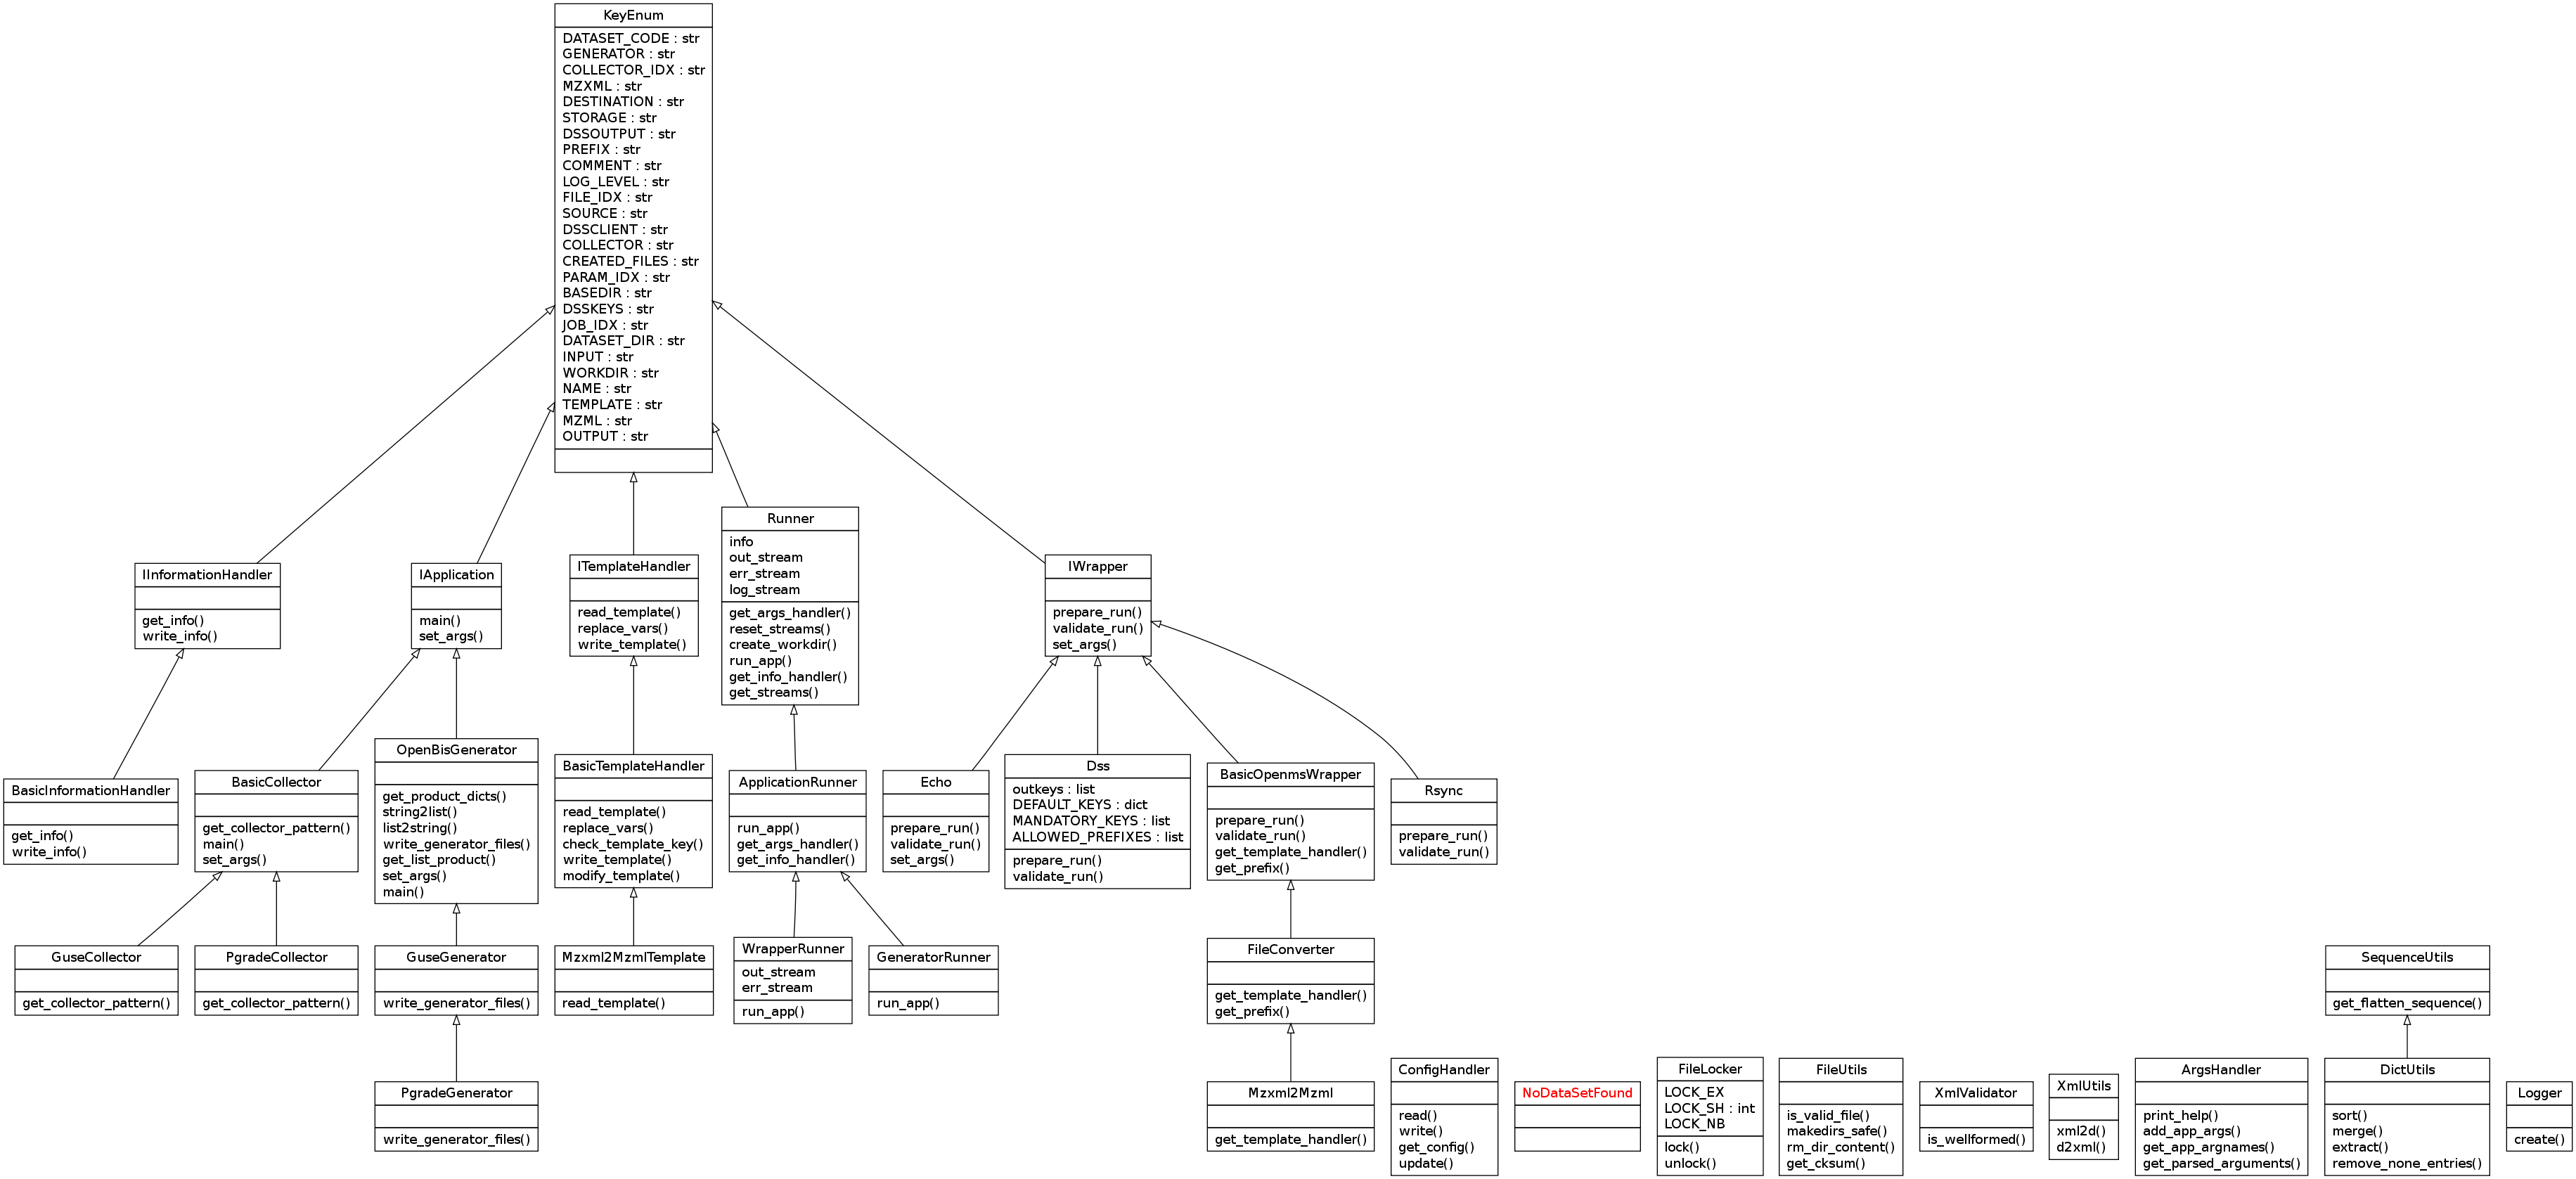 KeyEnum
DATASET_CODE : str
GENERATOR : str
COLLECTOR_IDX : str
MZXML : str
DESTINATION : str
STORAGE : str
DSSOUTPUT : str
PREFIX : str
COMMENT : str
LOG_LEVEL : str
FILE_IDX : str
SOURCE : str
DSSCLIENT : str
COLLECTOR : str
CREATED_FILES : str
PARAM_IDX : str
BASEDIR : str
DSSKEYS : str
JOB_IDX : str
DATASET_DIR : str
INPUT : str
WORKDIR : str
NAME : str
TEMPLATE : str
MZML : str
OUTPUT : str
IInformationHandler
get_info()
write_info()
IApplication
main()
set_args()
ITemplateHandler
read_template()
replace_vars()
write_template()
Runner
info
out_stream
err_stream
log_stream
get_args_handler()
reset_streams()
create_workdir()
run_app()
get_info_handler()
get_streams()
IWrapper
prepare_run()
validate_run()
set_args()
BasicInformationHandler
get_info()
write_info()
BasicCollector
get_collector_pattern()
main()
set_args()
OpenBisGenerator
get_product_dicts()
string2list()
list2string()
write_generator_files()
get_list_product()
set_args()
main()
BasicTemplateHandler
read_template()
replace_vars()
check_template_key()
write_template()
modify_template()
ApplicationRunner
run_app()
get_args_handler()
get_info_handler()
Echo
prepare_run()
validate_run()
set_args()
Dss
outkeys : list
DEFAULT_KEYS : dict
MANDATORY_KEYS : list
ALLOWED_PREFIXES : list
prepare_run()
validate_run()
BasicOpenmsWrapper
prepare_run()
validate_run()
get_template_handler()
get_prefix()
Rsync
prepare_run()
validate_run()
GuseCollector
get_collector_pattern()
PgradeCollector
get_collector_pattern()
GuseGenerator
write_generator_files()
Mzxml2MzmlTemplate
read_template()
WrapperRunner
out_stream
err_stream
run_app()
GeneratorRunner
run_app()
FileConverter
get_template_handler()
get_prefix()
SequenceUtils
get_flatten_sequence()
PgradeGenerator
write_generator_files()
Mzxml2Mzml
get_template_handler()
ConfigHandler
read()
write()
get_config()
update()
NoDataSetFound
FileLocker
LOCK_EX
LOCK_SH : int
LOCK_NB
lock()
unlock()
FileUtils
is_valid_file()
makedirs_safe()
rm_dir_content()
get_cksum()
XmlValidator
is_wellformed()
XmlUtils
xml2d()
d2xml()
ArgsHandler
print_help()
add_app_args()
get_app_argnames()
get_parsed_arguments()
DictUtils
sort()
merge()
extract()
remove_none_entries()
Logger
create()